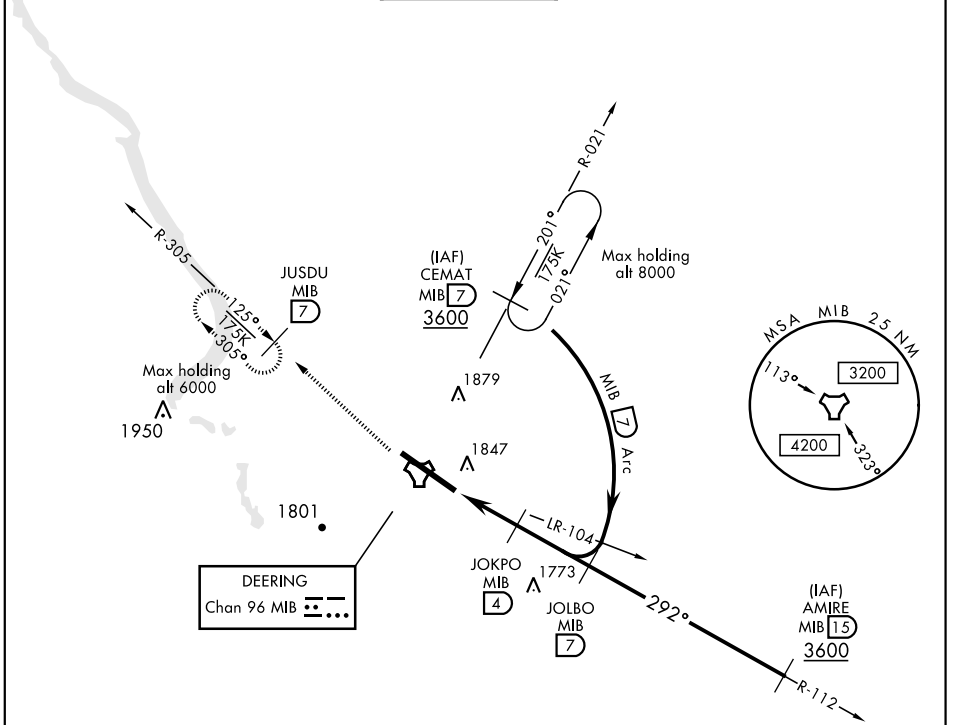 R-021
201°
175K
021°
Max holding
alt 8000
(IAF)
CEMAT
MIB 7
3600
R-305
JUSDU
MIB
7
125°
175K
305°
Max holding
alt 6000
1950
1879
MIB 7 Arc
1847
1801
MSA MIB 25 NM
113°
3200
4200
323°
LR-104
DEERING
Chan 96 MIB
JOKPO
MIB
4
1773
JOLBO
MIB
7
292°
(IAF)
AMIRE
MIB 15
3600
R-112